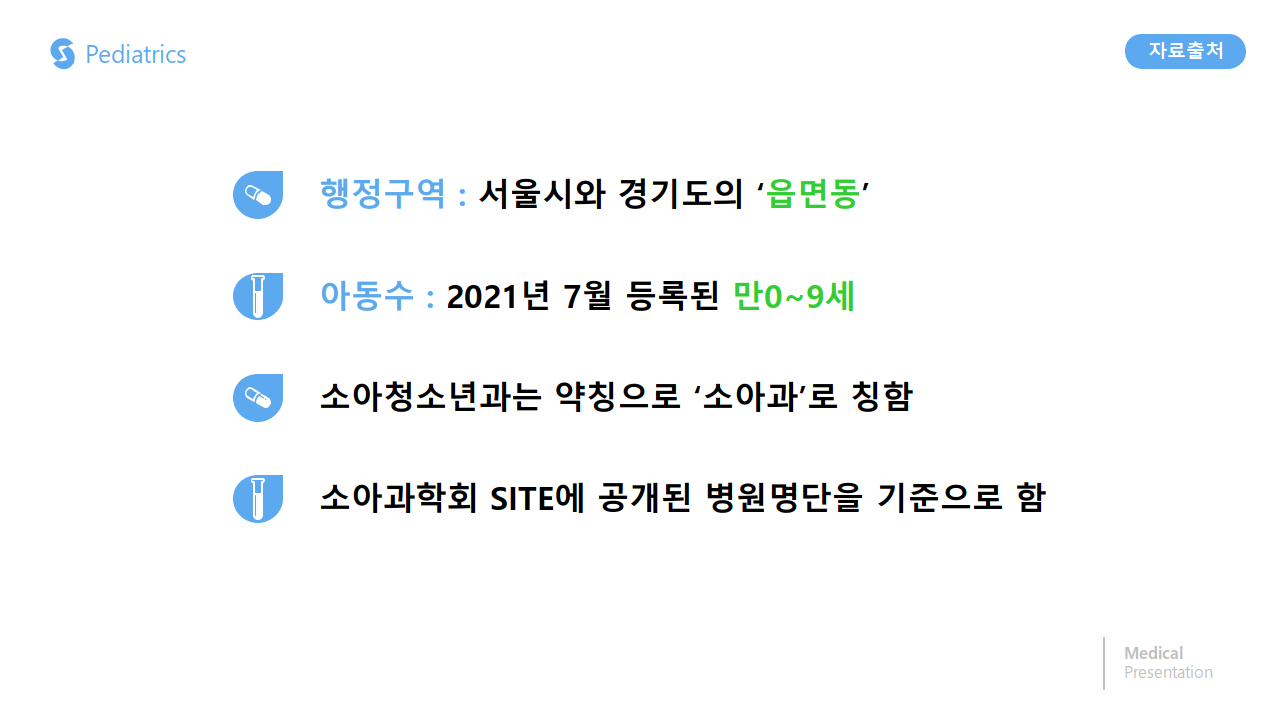 Pediatrics
자료출처
행정구역 : 서울시와 경기도의 ‘읍면동’
아동수 : 2021년 7월 등록된 만0~9세
소아청소년과는 약칭으로 ‘소아과’로 칭함
소아과학회 SITE에 공개된 병원명단을 기준으로 함
Medical
Presentation